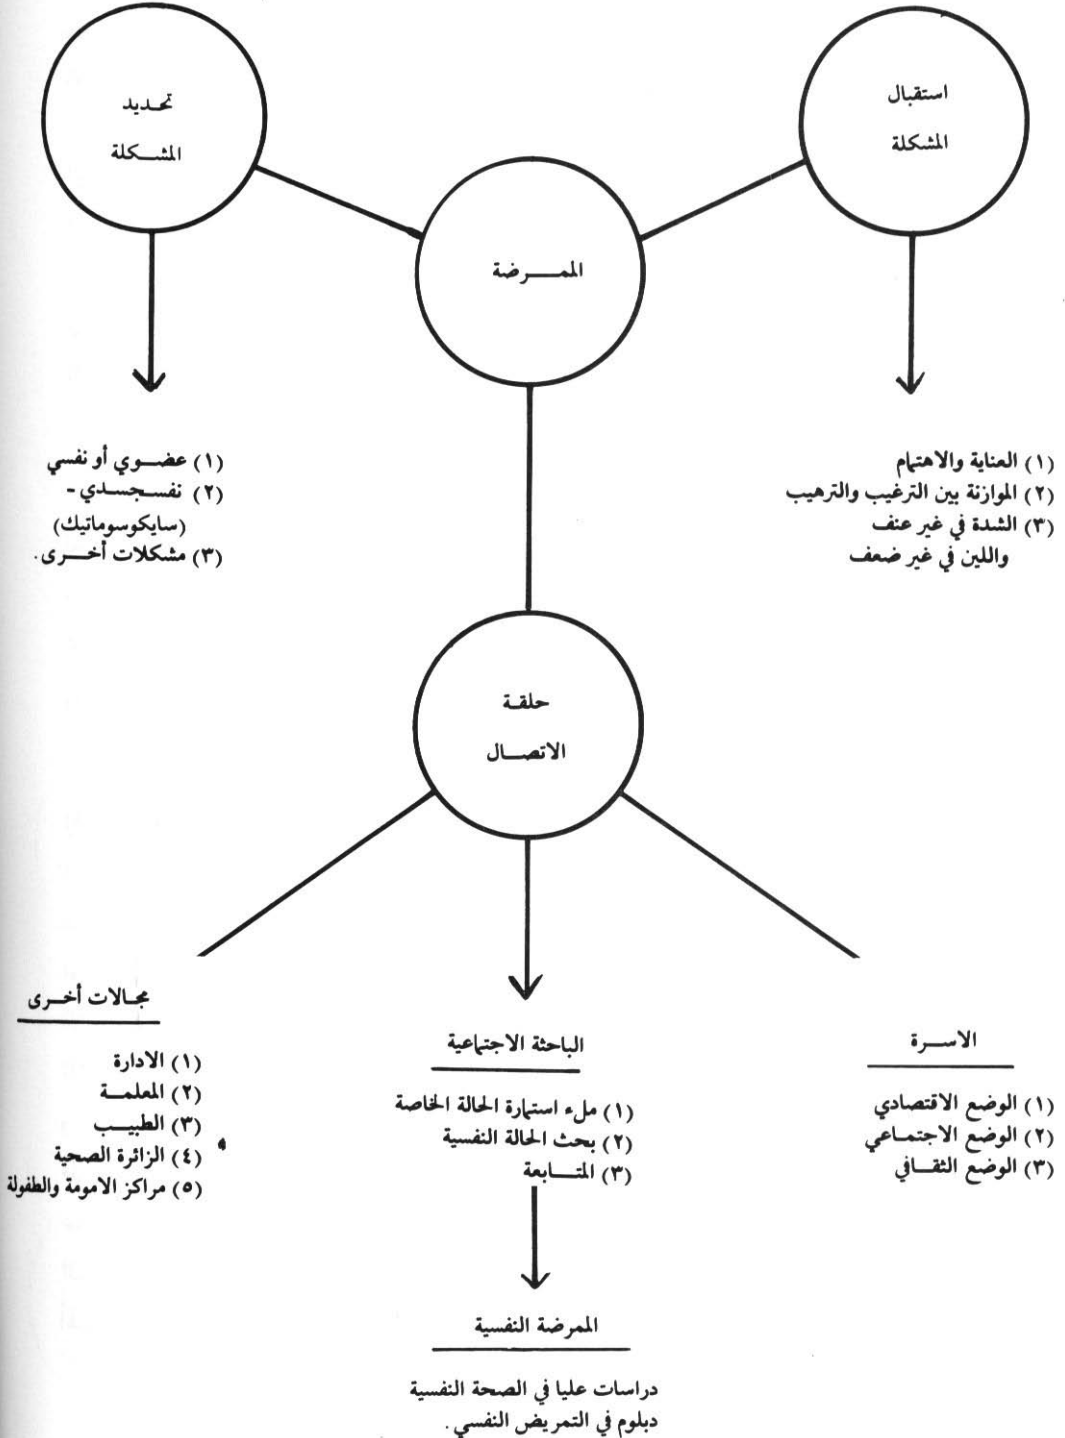 استقبال
المشكلة
تحديد
المشكلة
الممرضة
(١) العناية والاهتمام
(٢) الموازنة بين الترغيب والترهيب
(٣) الشدة في غير عنف
واللين في غير ضعف
(١) عضوي أو نفسي
(٢) نفسجسدي -
(سايكوسوماتيك)
(٣) مشكلات أخرى.
حلقة
الاتصال
الاسرة
(١) الوضع الاقتصادي
(٢) الوضع الاجتماعي
(٣) الوضع الثقافي
الباحثة الاجتماعية
(١) ملء استمارة الحالة الخاصة
(٢) بحث الحالة النفسية
(٣) المتابعة
مجالات أخرى
(١) الادارة
(٢) المعلمة
(٣) الطبيب
(٤) الزائرة الصحية
(٥) مراكز الامومة والطفولة
الممرضة النفسية
دراسات عليا في الصحة النفسية
دبلوم في التمريض النفسي.